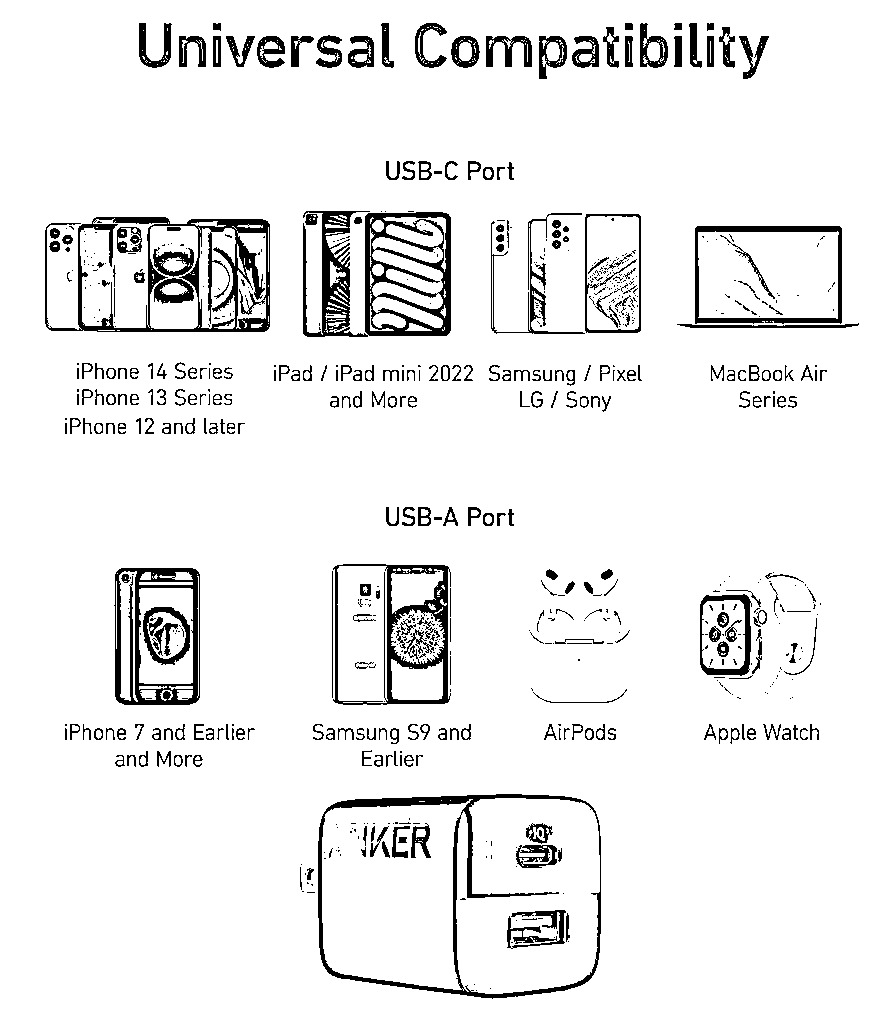 Universal Compatibility
USB-C Port
iPhone 14 Series
iPhone 13 Series
iPhone 12 and later
iPad / iPad mini 2022
and More
Samsung / Pixel
LG / Sony
MacBook Air
Series
USB-A Port
iPhone 7 and Earlier
and More
Samsung S9 and
Earlier
AirPods
Apple Watch
ANKER